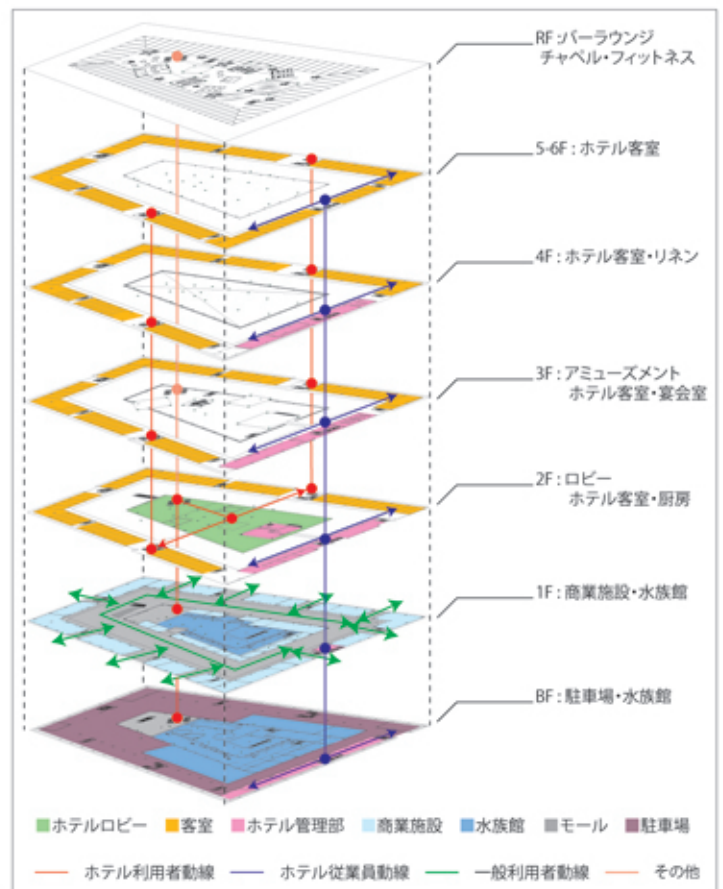 RF：バーラウンジ
チャペル・フィットネス
5-6F：ホテル客室
4F：ホテル客室・リネン
3F：アミューズメント
ホテル客室・宴会室
2F：ロビー
ホテル客室・厨房
1F：商業施設・水族館
BF：駐車場・水族館
ホテルロビー 客室 ホテル管理部 商業施設 水族館 モール 駐車場
ホテル利用者動線 ホテル従業員動線 一般利用者動線 その他